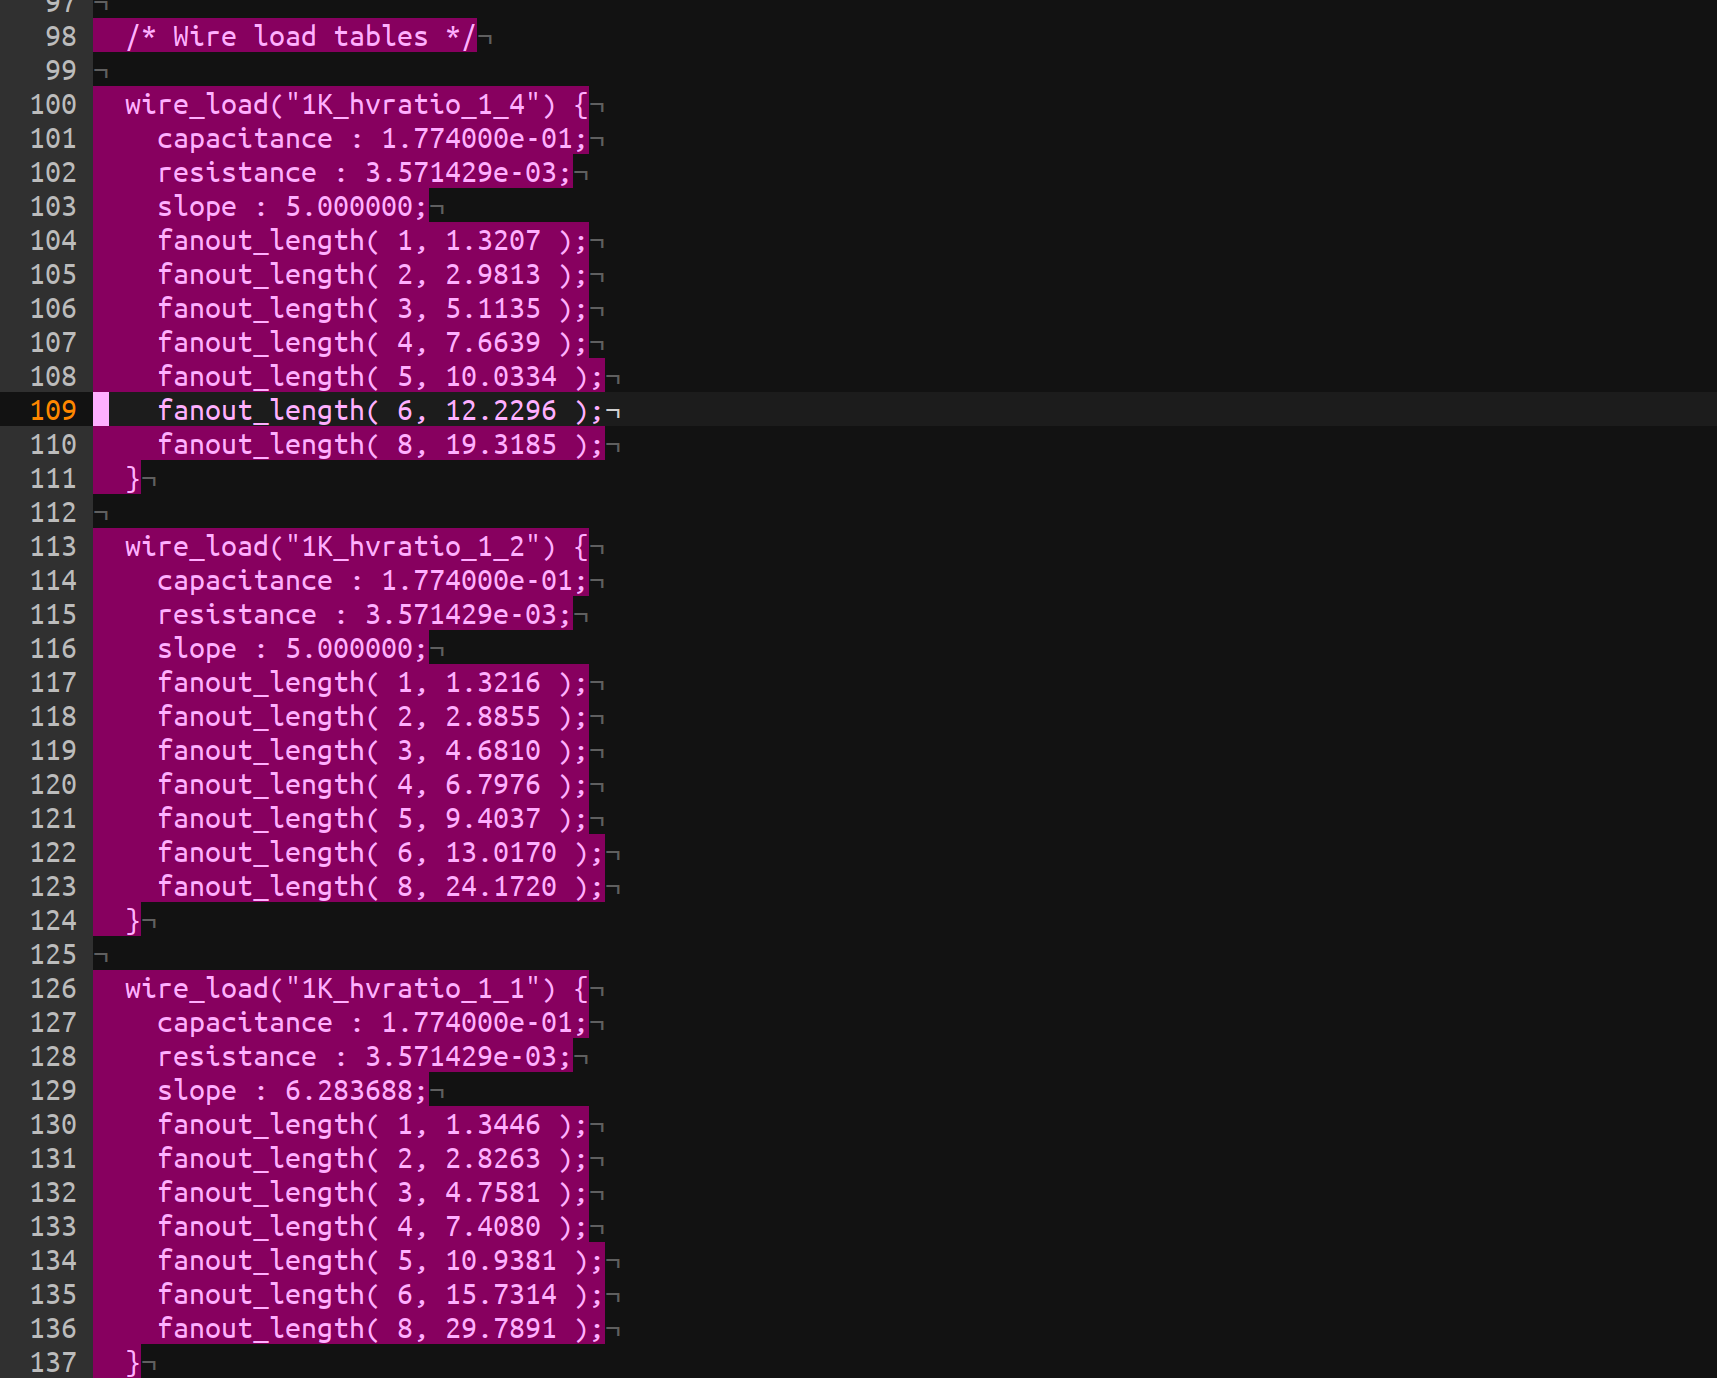 97
98 /* Wire load tables */
99
100 wire_load("1K_hvratio_1_4") {
101 capacitance : 1.774000e-01;
102 resistance : 3.571429e-03;
103 slope : 5.000000;
104 fanout_length( 1, 1.3207 );
105 fanout_length( 2, 2.9813 );
106 fanout_length( 3, 5.1135 );
107 fanout_length( 4, 7.6639 );
108 fanout_length( 5, 10.0334 );
109 fanout_length( 6, 12.2296 );
110 fanout_length( 8, 19.3185 );
111 }
112
113 wire_load("1K_hvratio_1_2") {
114 capacitance : 1.774000e-01;
115 resistance : 3.571429e-03;
116 slope : 5.000000;
117 fanout_length( 1, 1.3216 );
118 fanout_length( 2, 2.8855 );
119 fanout_length( 3, 4.6810 );
120 fanout_length( 4, 6.7976 );
121 fanout_length( 5, 9.4037 );
122 fanout_length( 6, 13.0170 );
123 fanout_length( 8, 24.1720 );
124 }
125
126 wire_load("1K_hvratio_1_1") {
127 capacitance : 1.774000e-01;
128 resistance : 3.571429e-03;
129 slope : 6.283688;
130 fanout_length( 1, 1.3446 );
131 fanout_length( 2, 2.8263 );
132 fanout_length( 3, 4.7581 );
133 fanout_length( 4, 7.4080 );
134 fanout_length( 5, 10.9381 );
135 fanout_length( 6, 15.7314 );
136 fanout_length( 8, 29.7891 );
137 }